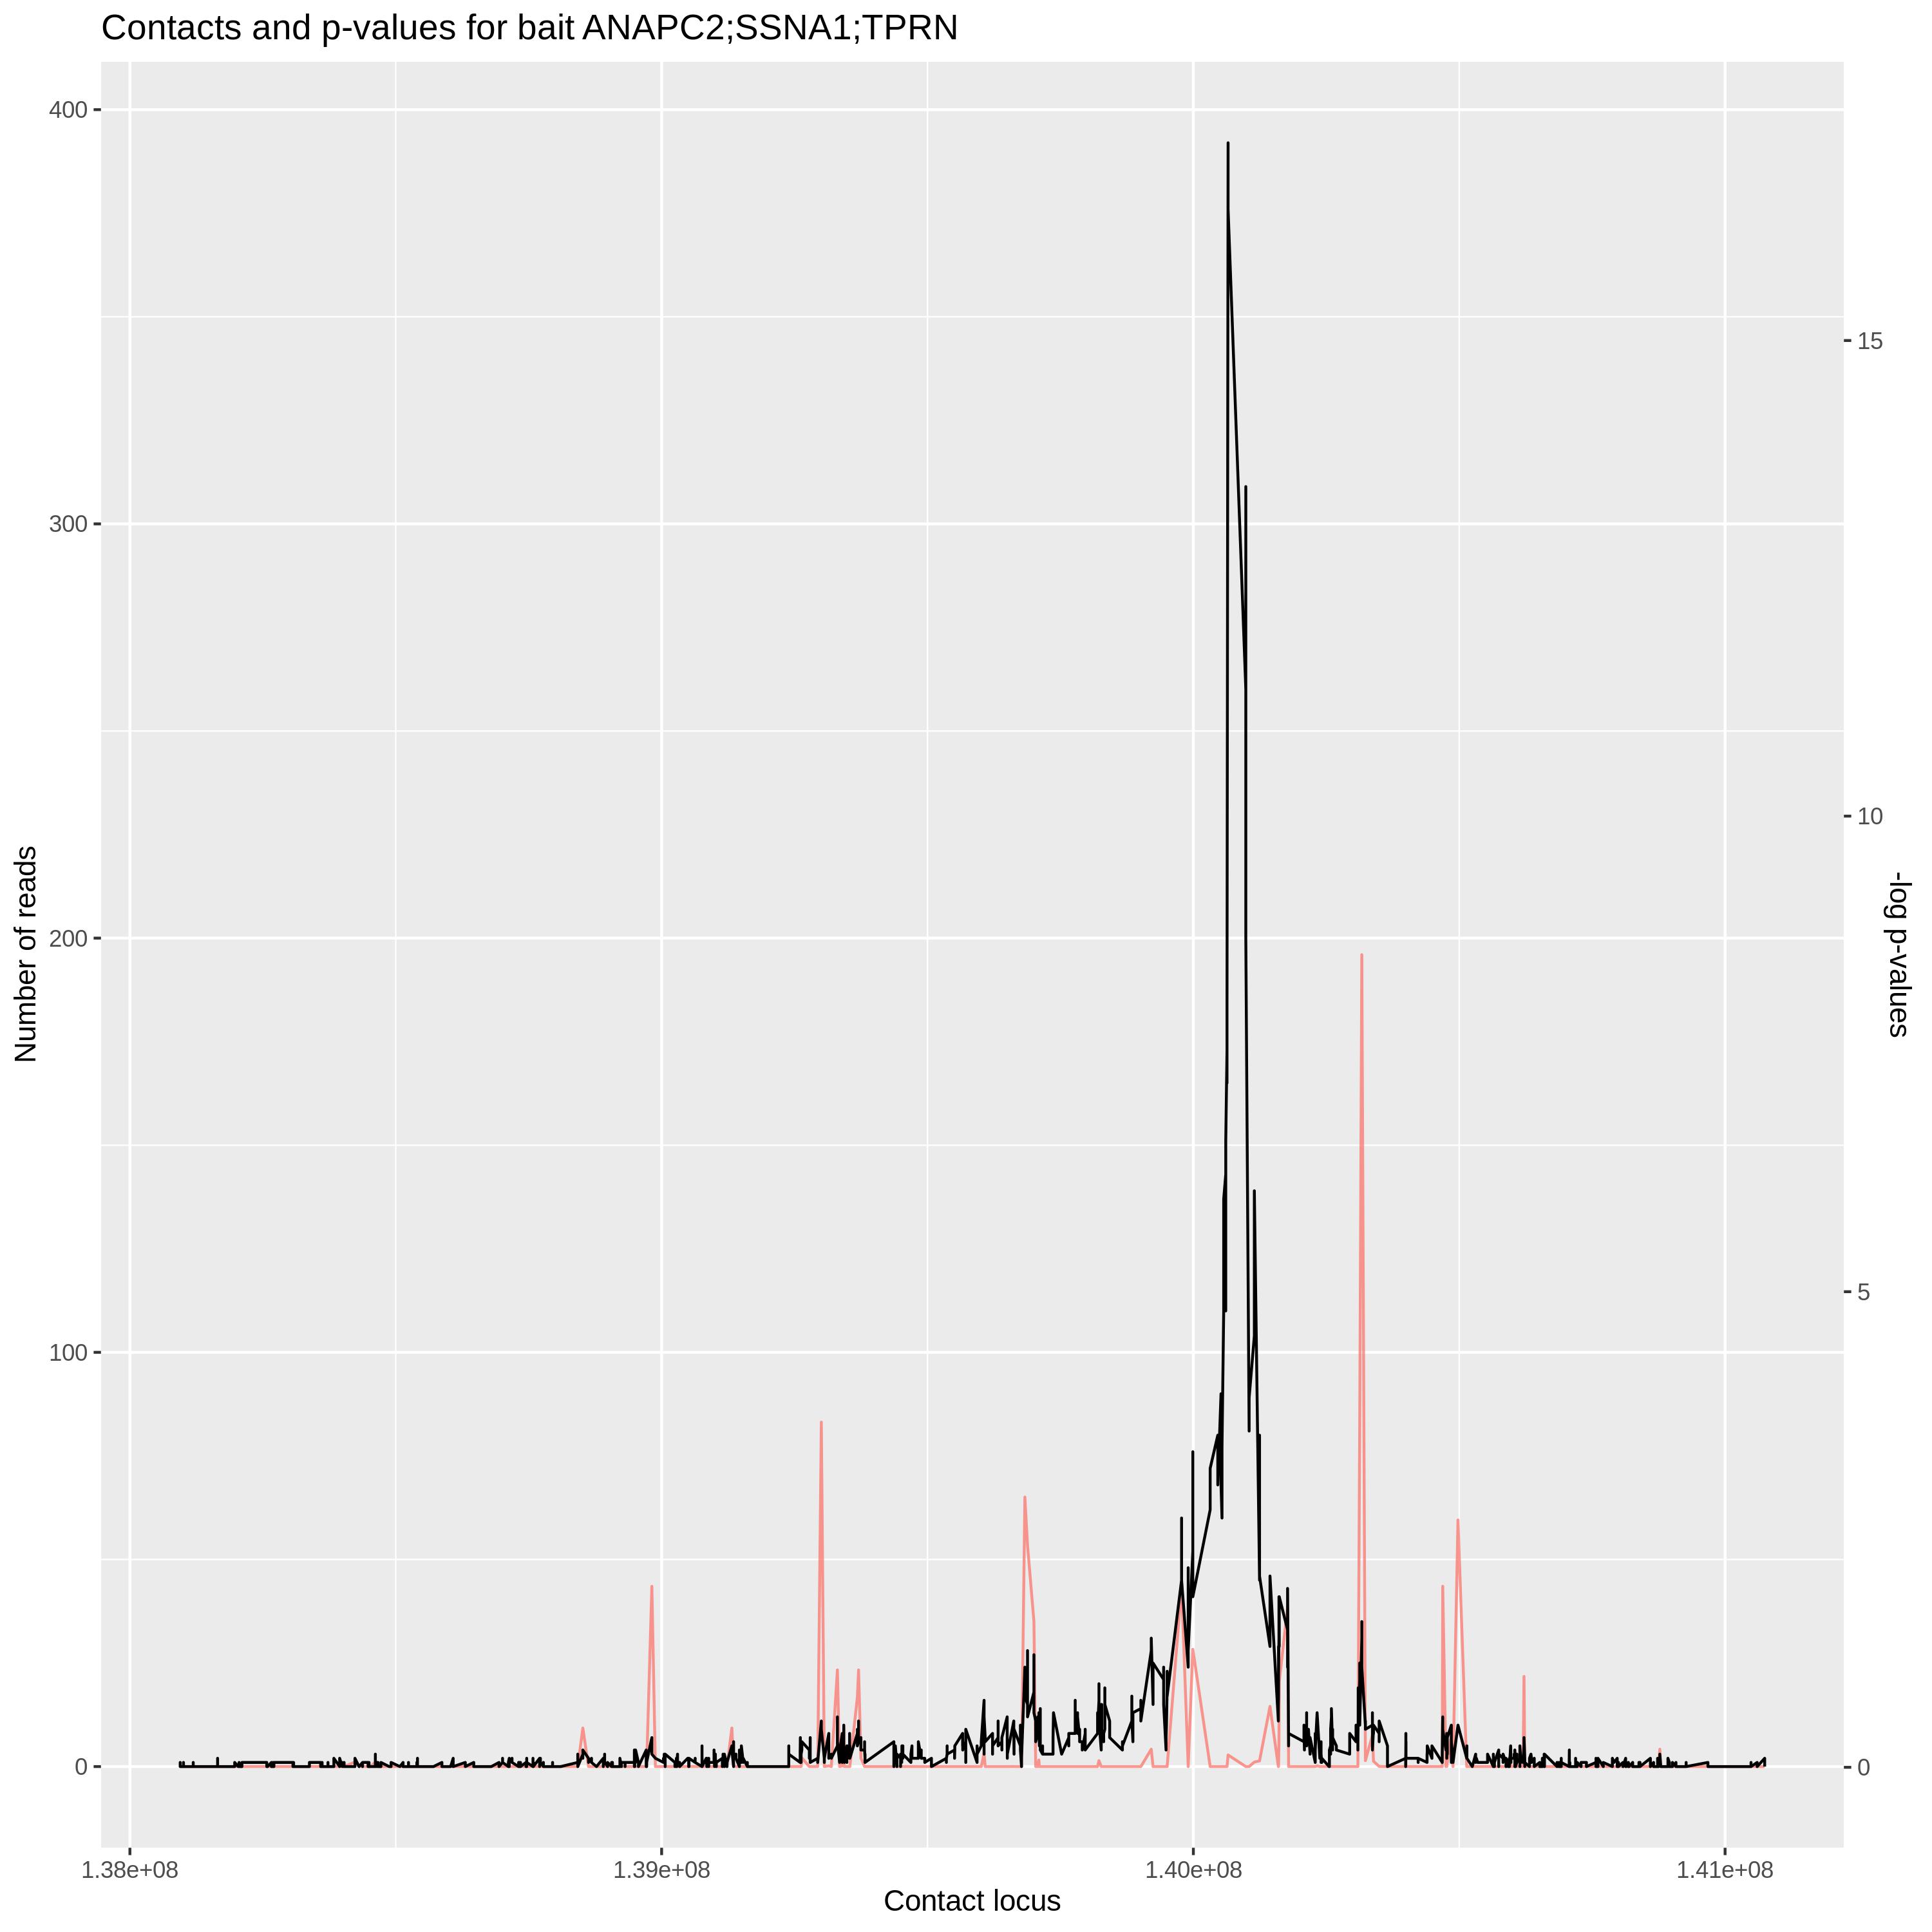 Contacts and p-values for bait ANAPC2;SSNA1;TPRN
400
300
200
100
0
Number of reads
15
10
5
0
-log p-values
1.38e+08 1.39e+08 1.40e+08 1.41e+08
Contact locus